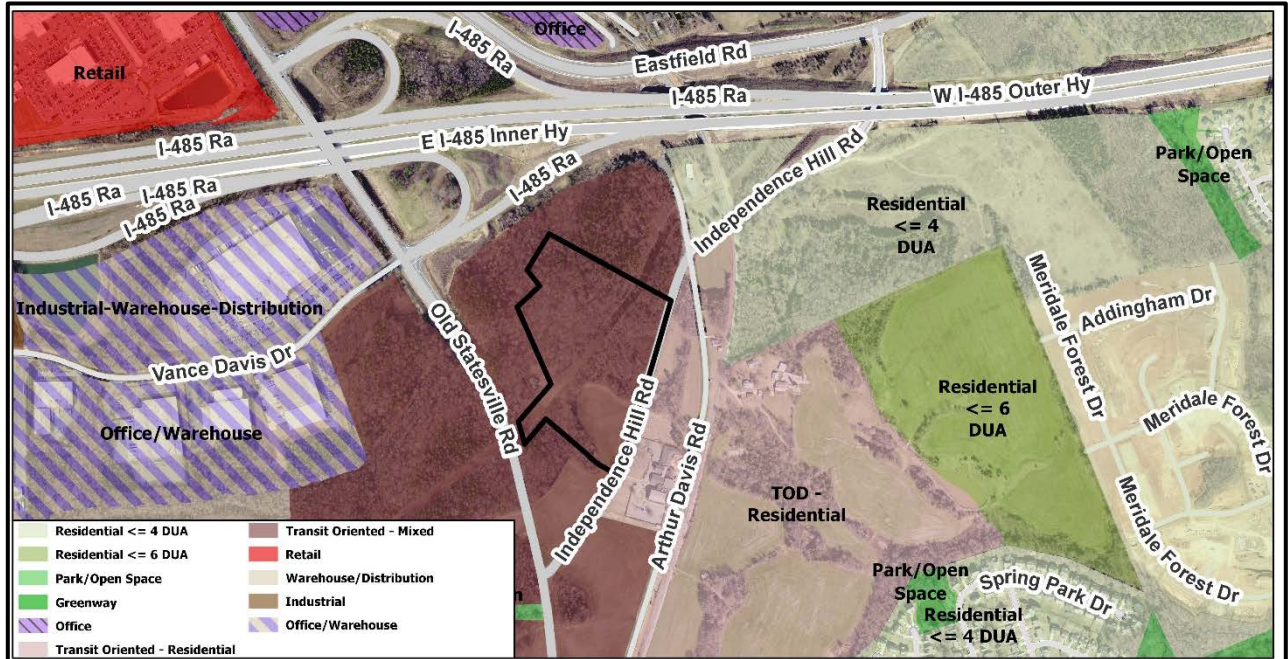 Office
I-485 Ra
Eastfield Rd
Retail
I-485 Ra
W I-485 Outer Hy
I-485 Ra
E I-485 Inner Hy
I-485 Ra
I-485 Ra
I-485 Ra
I-485 Ra
Independence Hill Rd
Park/Open
Space
Residential
<= 4
DUA
Meridale Forest Dr
Addingham Dr
Industrial-Warehouse-Distribution
Vance Davis Dr
Old Statesville Rd
Independence Hill Rd
Arthur Davis Rd
Residential
<= 6
DUA
Meridale Forest Dr
Office/Warehouse
TOD -
Residential
Meridale Forest Dr
Park/Open
Space
Spring Park Dr
Residential
<= 4 DUA
Residential <= 4 DUA
Residential <= 6 DUA
Park/Open Space
Greenway
Office
Transit Oriented - Residential
Transit Oriented - Mixed
Retail
Warehouse/Distribution
Industrial
Office/Warehouse